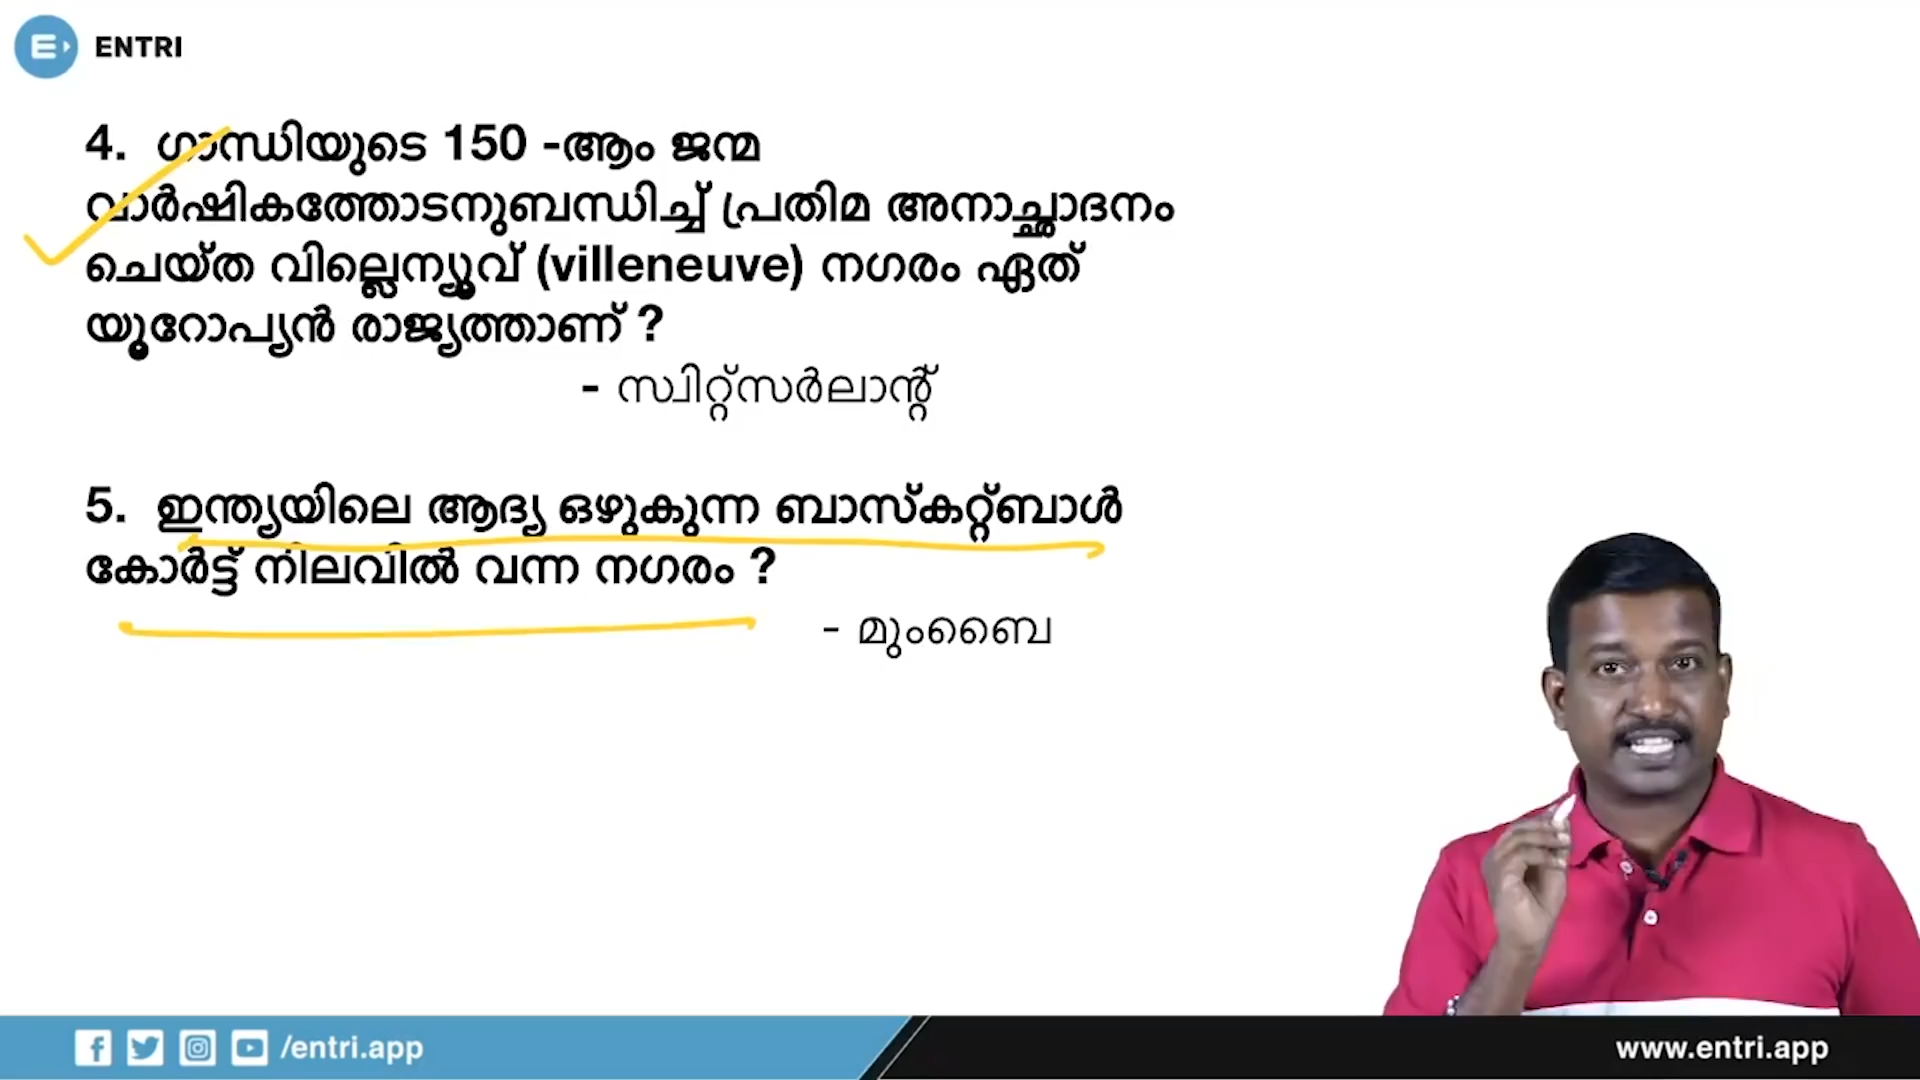 ENTRI
4. ഗാന്ധിയുടെ 150 -ആം ജന്മ
വാർഷികത്തോടനുബന്ധിച്ച് പ്രതിമ അനാച്ഛാദനം
ചെയ്ത വില്ലെന്യൂവ് (villeneuve) നഗരം ഏത്
യൂറോപ്യൻ രാജ്യത്താണ് ?
- സ്വിറ്റ്സർലാന്റ്
5. ഇന്ത്യയിലെ ആദ്യ ഒഴുകുന്ന ബാസ്കറ്റ്ബാൾ
കോർട്ട് നിലവിൽ വന്ന നഗരം ?
- മുംബൈ
/entri.app
www.entri.app